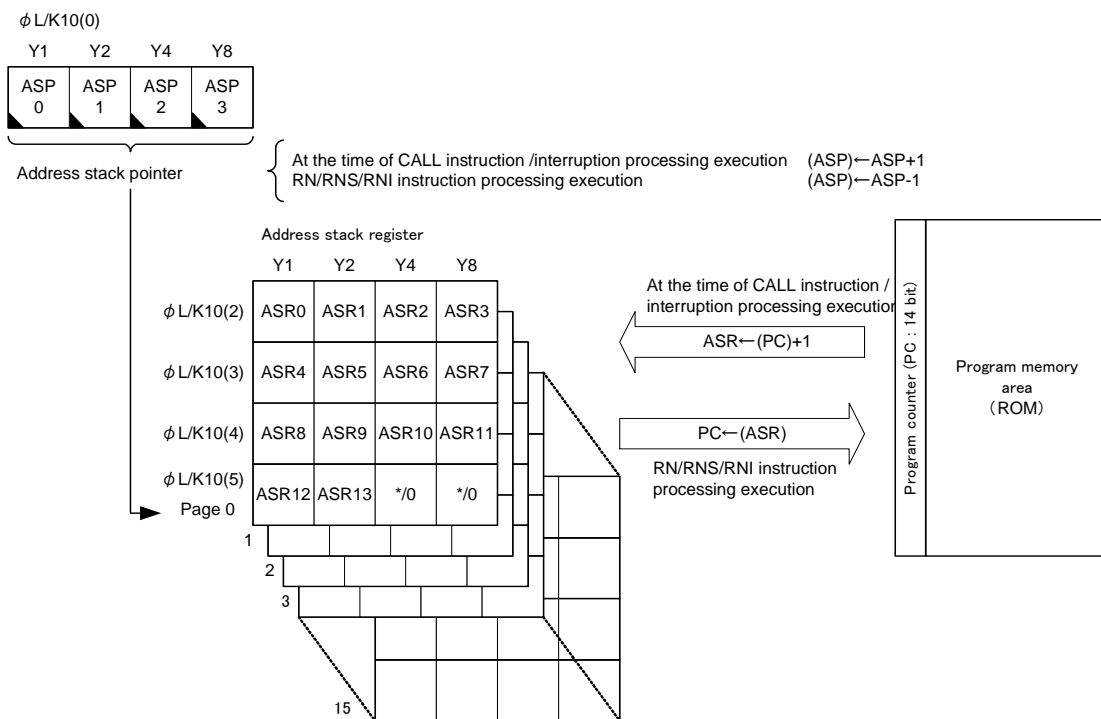 φL/K10(0)
Y1 Y2 Y4 Y8
ASP ASP ASP ASP
0 1 2 3
Address stack pointer
At the time of CALL instruction /interruption processing execution (ASP)←ASP+1
RN/RNS/RNI instruction processing execution (ASP)←ASP-1
Address stack register
Y1 Y2 Y4 Y8
φL/K10(2) ASR0 ASR1 ASR2 ASR3
φL/K10(3) ASR4 ASR5 ASR6 ASR7
φL/K10(4) ASR8 ASR9 ASR10 ASR11
φL/K10(5)
Page 0
ASR12 ASR13 */0 */0
1
2
3
15
At the time of CALL instruction /
interruption processing execution
ASR←(PC)+1
PC←(ASR)
RN/RNS/RNI instruction
processing execution
Program counter (PC : 14 bit)
Program memory
area
(ROM)